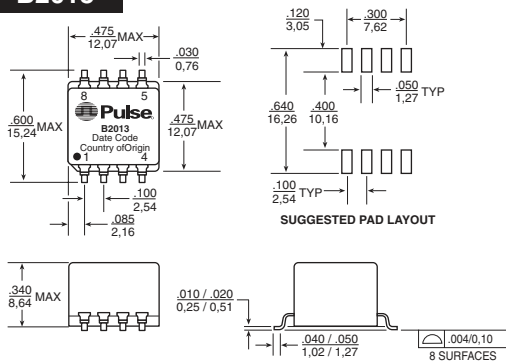 B2013
.475
12,07
MAX
.030
0,76
8
5
Pulse
B2013
Date Code
Country ofOrigin
1
4
.600
15,24
MAX
.475
12,07
MAX
.100
2,54
.085
2,16
.120
3,05
.300
7,62
.050
1,27
TYP
.640
16,26
.400
10,16
.100
2,54
TYP
SUGGESTED PAD LAYOUT
.340
8,64
MAX
.010 / .020
0,25 / 0,51
.040 / .050
1,02 / 1,27
.004/0,10
8 SURFACES